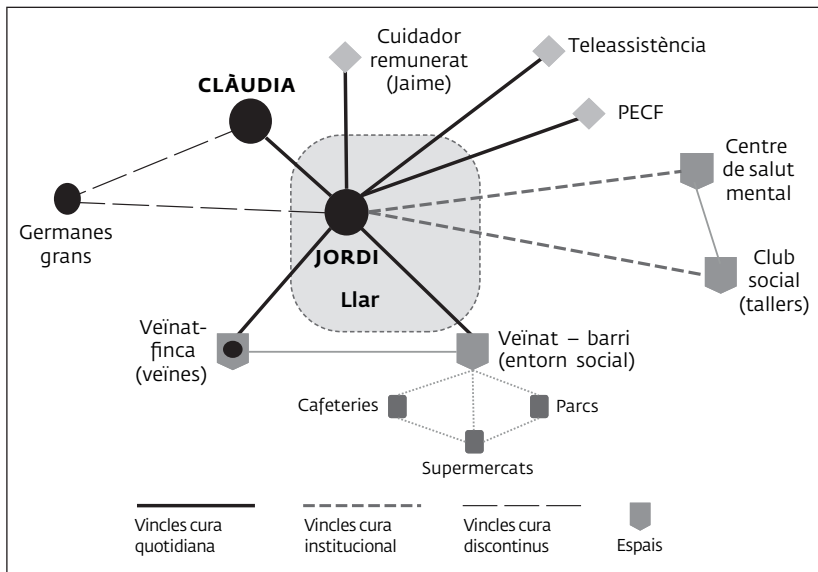 Cuidador
remunerat
(Jaime)
Teleassistència
CLÀUDIA
PECF
Centre
de salut
mental
Germanes
grans
JORDI
Llar
Club
social
(tallers)
Veïnat-
finca
(veïnes)
Veïnat – barri
(entorn social)
Cafeteries
Parcs
Supermercats
Vincles cura
quotidiana
Vincles cura
institucional
Vincles cura
discontinus
Espais